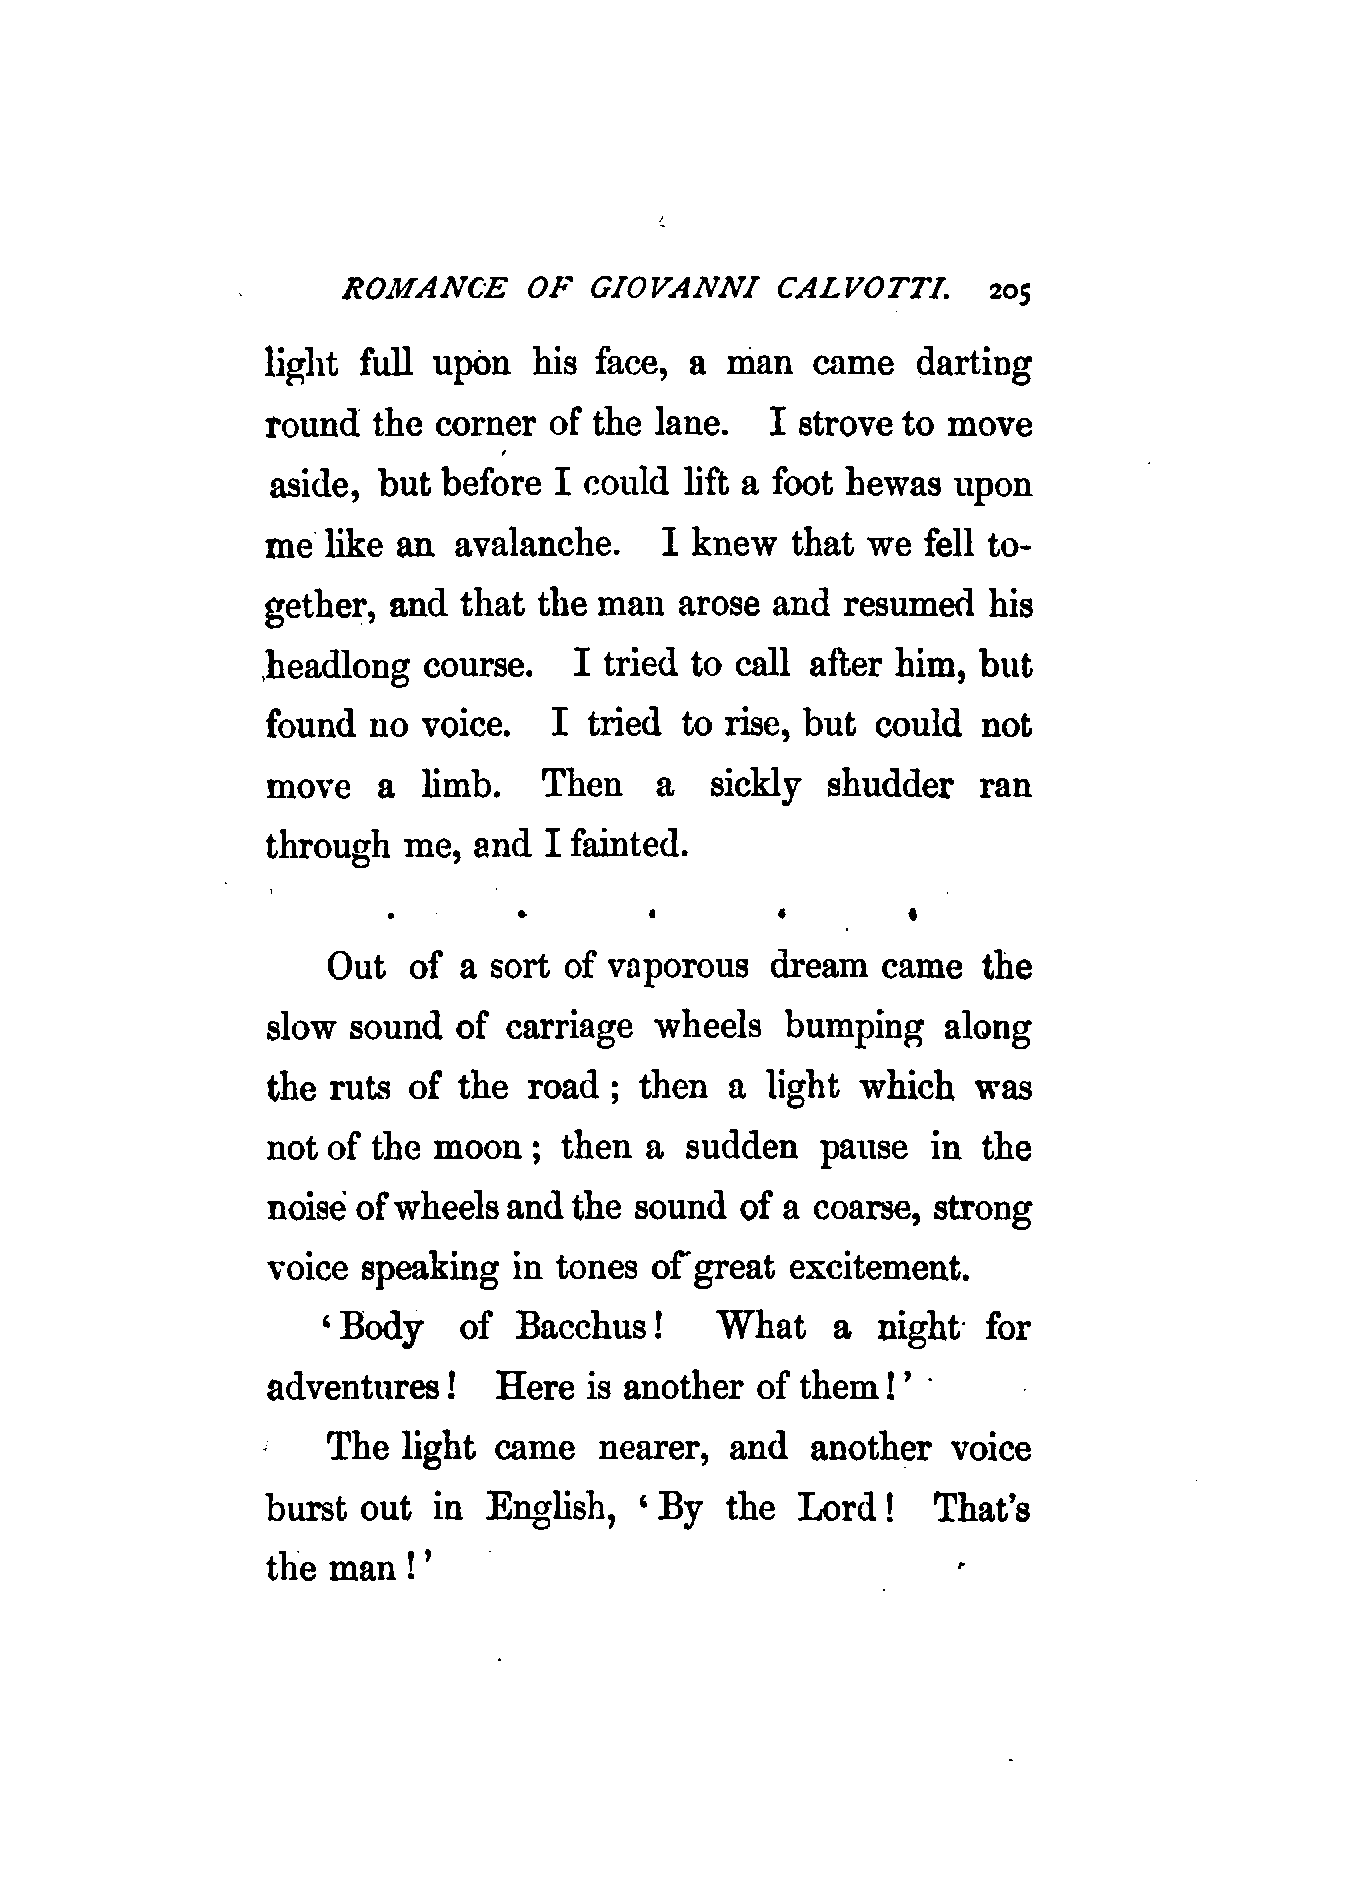 ROMANCE OF GIOVANNI CALVOTTI. 205
light full upon his face, a man came darting
round the corner of the lane. I strove to move
aside, but before I could lift a foot hewas upon
me like an avalanche. I knew that we fell to-
gether, and that the man arose and resumed his
headlong course. I tried to call after him, but
found no voice. I tried to rise, but could not
move a limb. Then a sickly shudder ran
through me, and I fainted.
. . . . .
Out of a sort of vaporous dream came the
slow sound of carriage wheels bumping along
the ruts of the road ; then a light which was
not of the moon ; then a sudden pause in the
noise of wheels and the sound of a coarse, strong
voice speaking in tones of great excitement.
‘ Body of Bacchus ! What a night for
adventures ! Here is another of them ! ’
The light came nearer, and another voice
burst out in English, ‘ By the Lord ! That’s
the man ! ’